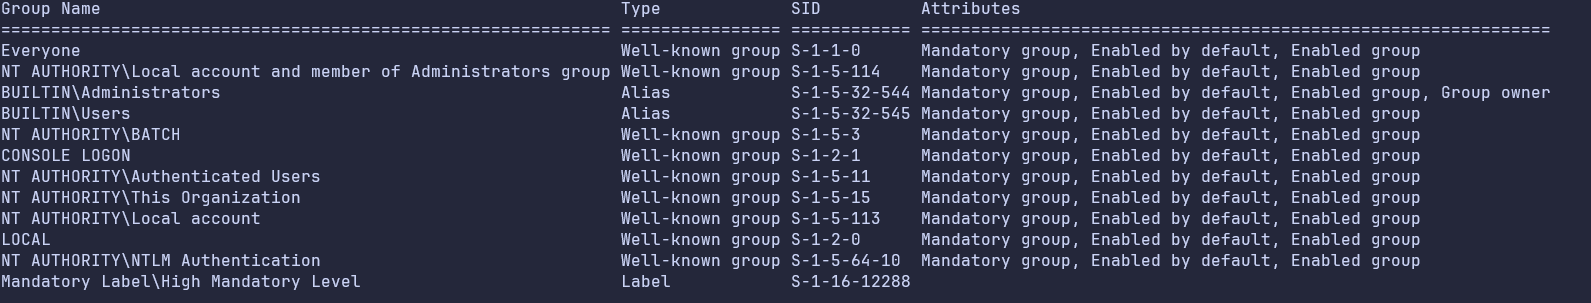 Group Name                                                    Type             SID          Attributes
============================================================= ================ ============ ===============================================================
Everyone                                                      Well-known group S-1-1-0      Mandatory group, Enabled by default, Enabled group
NT AUTHORITY\Local account and member of Administrators group Well-known group S-1-5-114    Mandatory group, Enabled by default, Enabled group
BUILTIN\Administrators                                        Alias            S-1-5-32-544 Mandatory group, Enabled by default, Enabled group, Group owner
BUILTIN\Users                                                 Alias            S-1-5-32-545 Mandatory group, Enabled by default, Enabled group
NT AUTHORITY\BATCH                                            Well-known group S-1-5-3      Mandatory group, Enabled by default, Enabled group
CONSOLE LOGON                                                 Well-known group S-1-2-1      Mandatory group, Enabled by default, Enabled group
NT AUTHORITY\Authenticated Users                              Well-known group S-1-5-11     Mandatory group, Enabled by default, Enabled group
NT AUTHORITY\This Organization                                Well-known group S-1-5-15     Mandatory group, Enabled by default, Enabled group
NT AUTHORITY\Local account                                    Well-known group S-1-5-113    Mandatory group, Enabled by default, Enabled group
LOCAL                                                         Well-known group S-1-2-0      Mandatory group, Enabled by default, Enabled group
NT AUTHORITY\NTLM Authentication                              Well-known group S-1-5-64-10  Mandatory group, Enabled by default, Enabled group
Mandatory Label\High Mandatory Level                          Label            S-1-16-12288